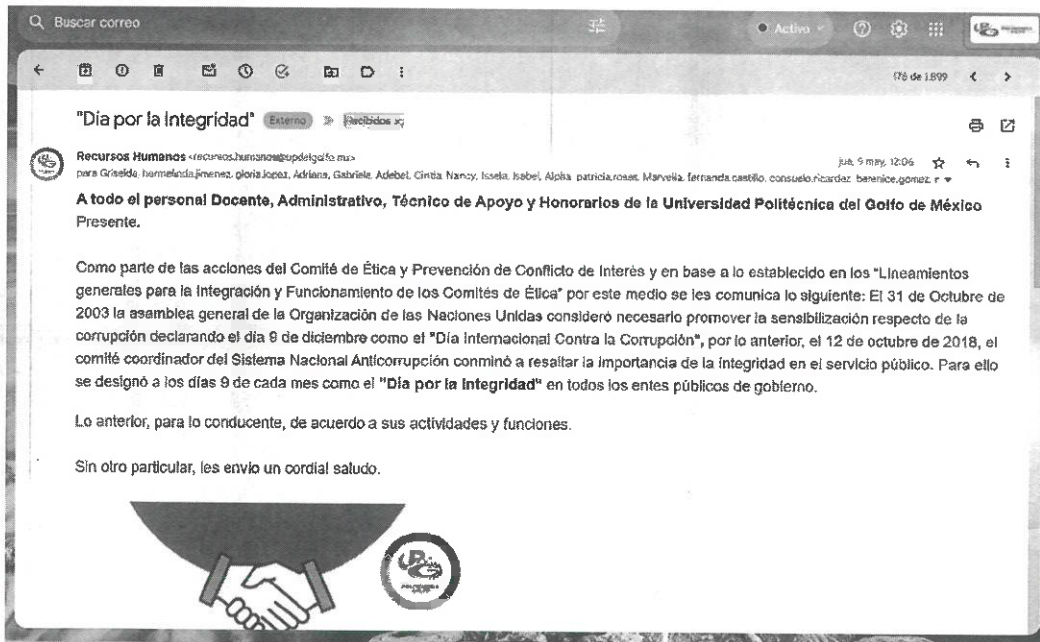 Buscar correo
Activo
176 de 1,899
"Día por la Integridad" Externo Recibidos x
Recursos Humanos <recursos.humanos@updelgolfo.mx>
jue, 9 may, 12:06
para Griselda, hermelinda.jimenez, gloria.lopez, Adriana, Gabriela, Adebel, Cintia, Nancy, Issela, Isabel, Alpha, patricia.rosas, Marvella, fernanda.castillo, consuelo.ricardez, berenice.gomez, r
A todo el personal Docente, Administrativo, Técnico de Apoyo y Honorarios de la Universidad Politécnica del Golfo de México
Presente.
Como parte de las acciones del Comité de Ética y Prevención de Conflicto de Interés y en base a lo establecido en los "Lineamientos
generales para la Integración y Funcionamiento de los Comités de Ética" por este medio se les comunica lo siguiente: El 31 de Octubre de
2003 la asamblea general de la Organización de las Naciones Unidas consideró necesario promover la sensibilización respecto de la
corrupción declarando el día 9 de diciembre como el "Día Internacional Contra la Corrupción", por lo anterior, el 12 de octubre de 2018, el
comité coordinador del Sistema Nacional Anticorrupción conminó a resaltar la importancia de la integridad en el servicio público. Para ello
se designó a los días 9 de cada mes como el "Día por la Integridad" en todos los entes públicos de gobierno.
Lo anterior, para lo conducente, de acuerdo a sus actividades y funciones.
Sin otro particular, les envío un cordial saludo.